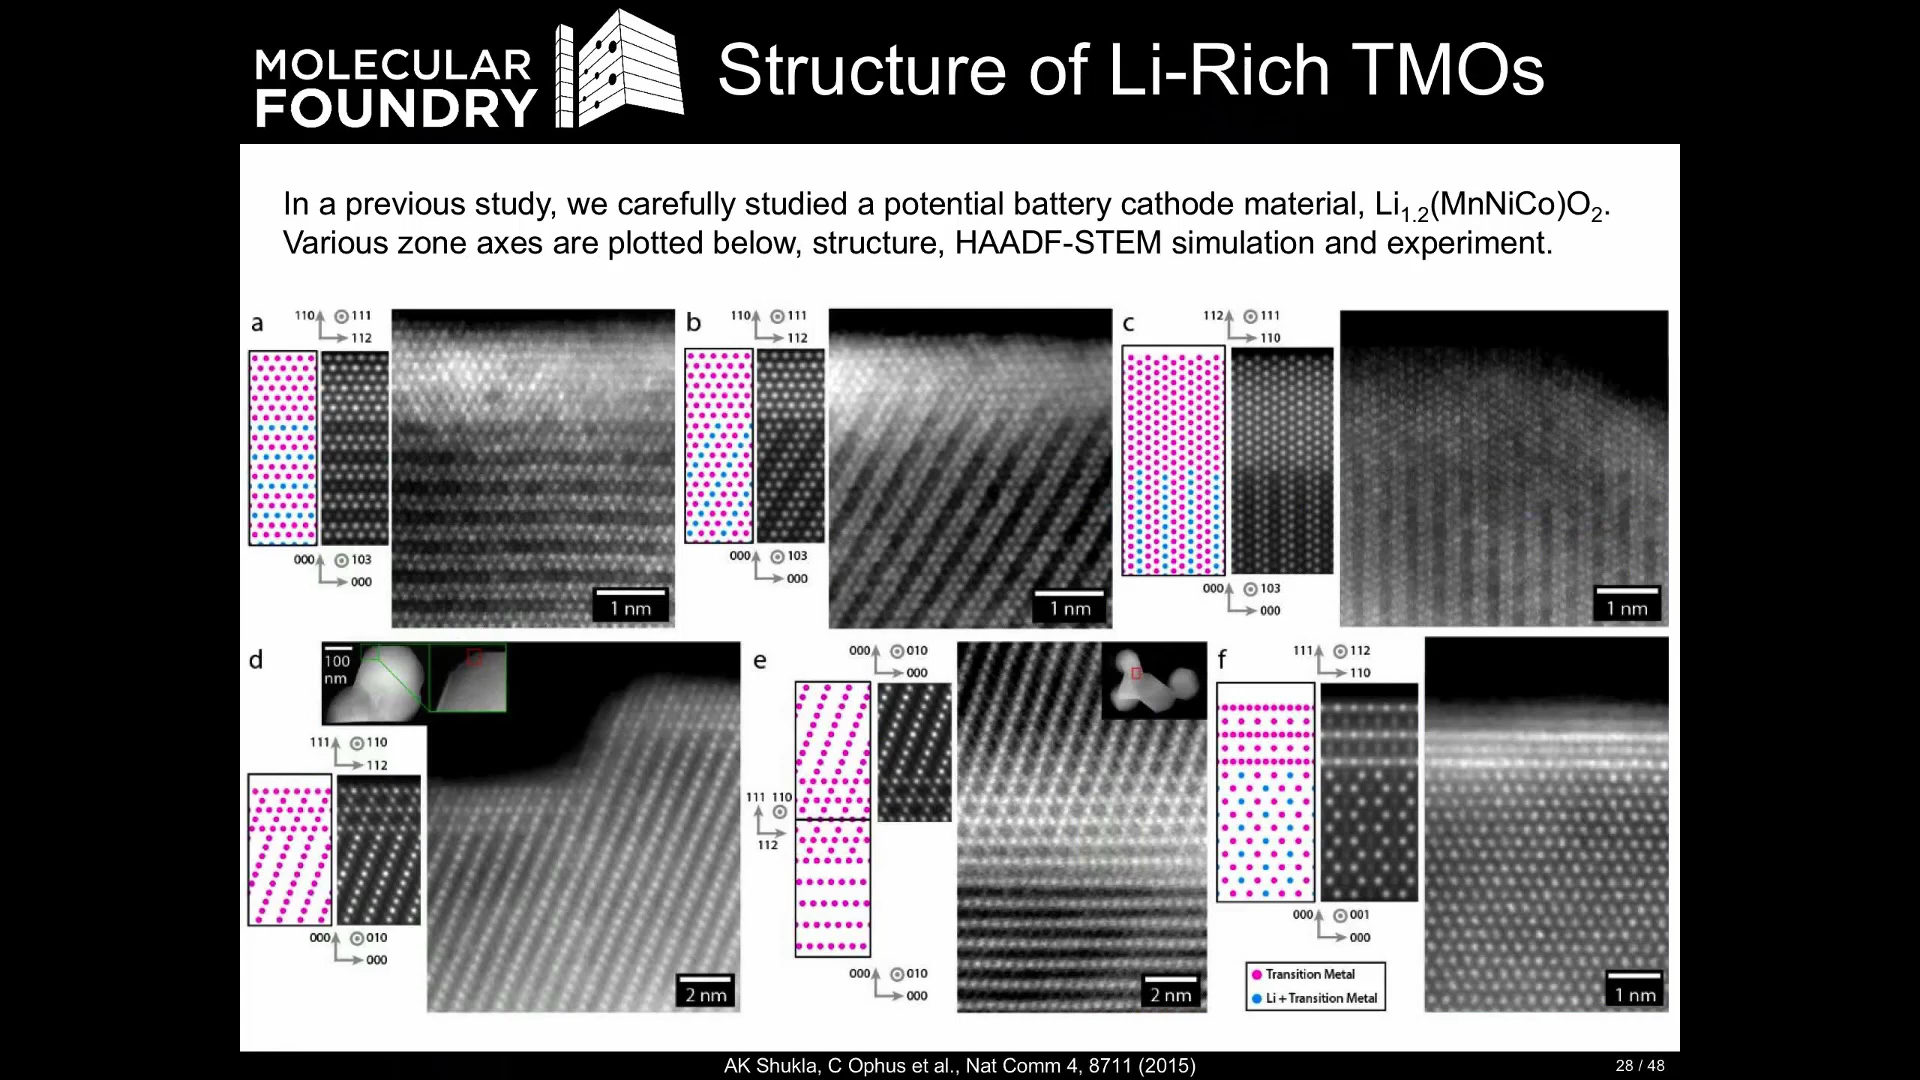 MOLECULAR
FOUNDRY
Structure of Li-Rich TMOs
In a previous study, we carefully studied a potential battery cathode material, Li1.2(MnNiCo)O2.
Various zone axes are plotted below, structure, HAADF-STEM simulation and experiment.
a
110
111
112
000
103
000
1 nm
b
110
111
112
000
103
000
1 nm
c
112
111
110
000
103
000
1 nm
d
100
nm
111
110
112
000
010
000
2 nm
e
000
010
000
111 110
112
000
010
000
2 nm
f
111
112
110
000
001
000
Transition Metal
Li + Transition Metal
1 nm
AK Shukla, C Ophus et al., Nat Comm 4, 8711 (2015)
28 / 48